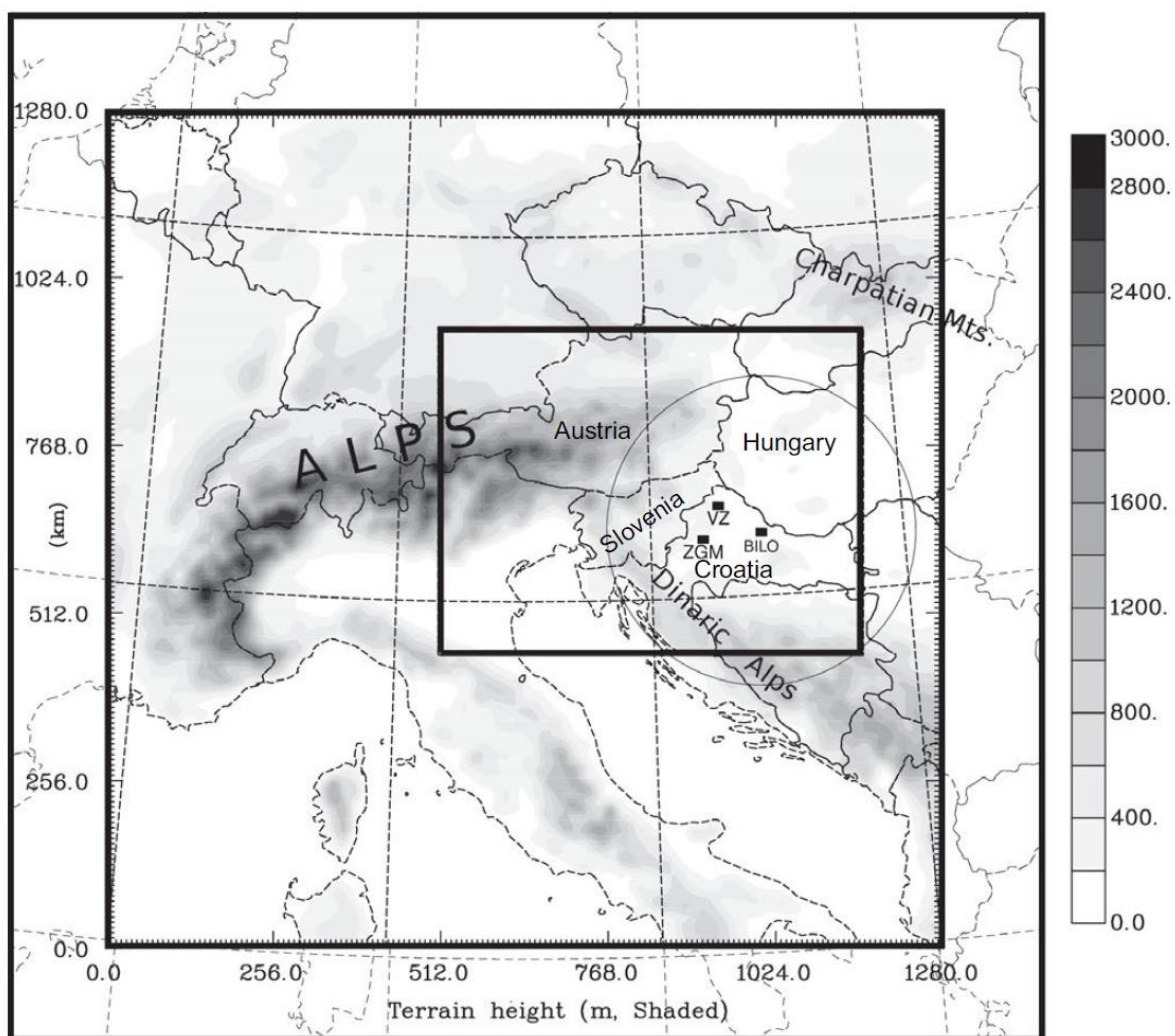 1280.0
1024.0
768.0
512.0
256.0
0.0
(km)
0.0 256.0 512.0 768.0 1024.0 1280.0
Terrain height (m, Shaded)
Charpatian Mts.
ALPS
Austria
Hungary
Slovenia
VZ
ZGM
BILO
Croatia
Dinaric Alps
3000.
2800.
2400.
2000.
1600.
1200.
800.
400.
0.0